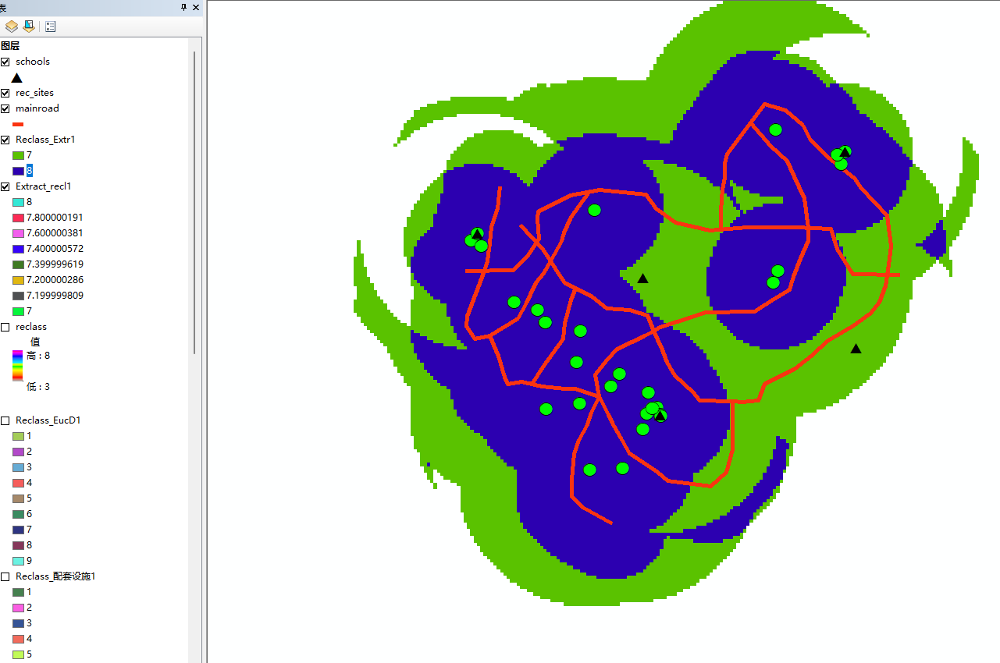 表
图层
schools
rec_sites
mainroad
Reclass_Extr1
7
8
Extract_recl1
8
7.800000191
7.600000381
7.400000572
7.399999619
7.200000286
7.199999809
7
reclass
值
高 : 8
低 : 3
Reclass_EucD1
1
2
3
4
5
6
7
8
9
Reclass_配套设施1
1
2
3
4
5